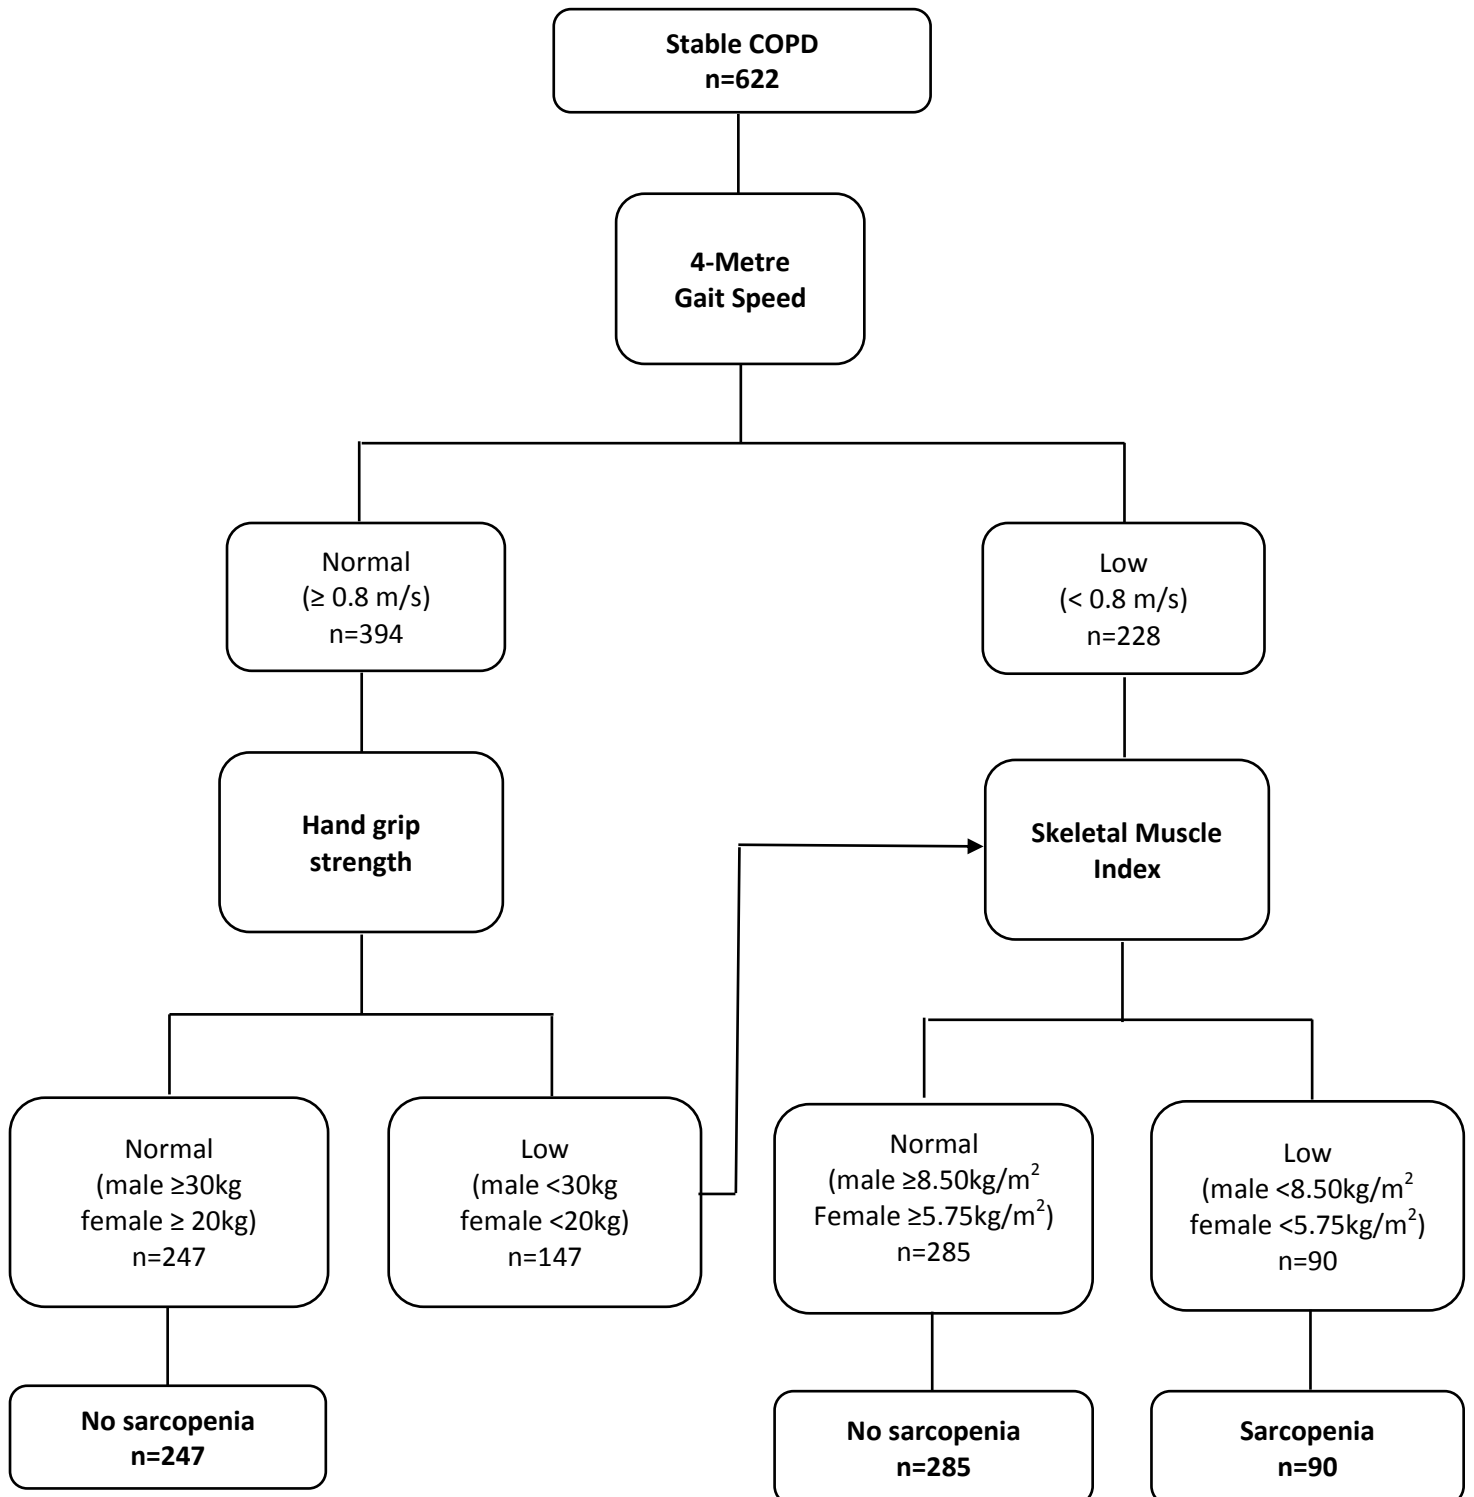 Stable COPD
n=622
4-Metre
Gait Speed
Normal
(≥ 0.8 m/s)
n=394
Low
(< 0.8 m/s)
n=228
Hand grip
strength
Skeletal Muscle
Index
Normal
(male ≥30kg
female ≥ 20kg)
n=247
Low
(male <30kg
female <20kg)
n=147
Normal
(male ≥8.50kg/m²
Female ≥5.75kg/m²)
n=285
Low
(male <8.50kg/m²
female <5.75kg/m²)
n=90
No sarcopenia
n=247
No sarcopenia
n=285
Sarcopenia
n=90